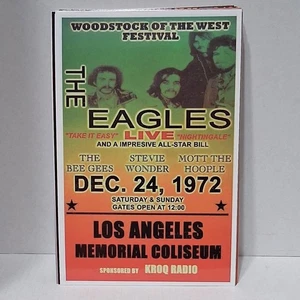 WOODSTOCK OF THE WEST
FESTIVAL
THE
EAGLES
"TAKE IT EASY" LIVE "NIGHTINGALE"
AND A IMPRESIVE ALL-STAR BILL
THE STEVIE MOTT THE
BEE GEES WONDER HOOPLE
DEC. 24, 1972
SATURDAY & SUNDAY
GATES OPEN AT 12:00
LOS ANGELES
MEMORIAL COLISEUM
SPONSORED BY KROQ RADIO